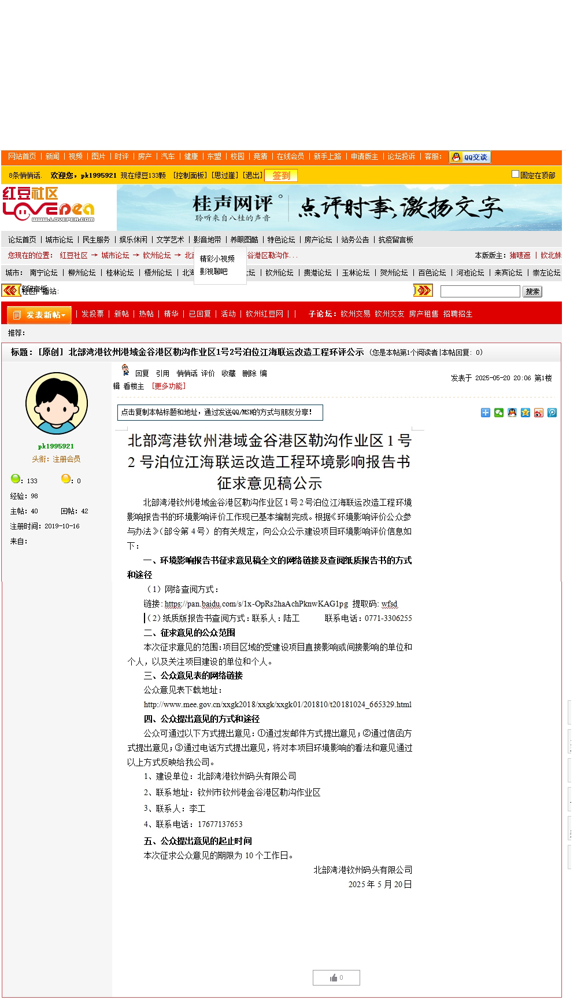 网站首页 | 新闻 | 视频 | 图片 | 时评 | 房产 | 汽车 | 健康 | 东盟 | 校园 | 竞猜 | 在线会员 | 新手上路 | 申请版主 | 论坛投诉 | 客服: QQ交谈
8条悄悄话. 欢迎您，pk1995921 现在绿豆133颗 [控制面板] [思过崖] [退出] 签到 固定在顶部
红豆社区
LOVEPEA
WWW.LOVEPEA.COM
桂声网评
聆听来自八桂的声音
点评时事，激扬文字
论坛首页 | 城市论坛 | 民生服务 | 娱乐休闲 | 文学艺术 | 影音地带 | 养眼图酷 | 特色论坛 | 房产论坛 | 站务公告 | 抗疫留言板
您现在的位置: 红豆社区 → 城市论坛 → 钦州论坛 → 北 谷港区勒沟作... 本版版主: 猪唛遮 | 钦北妹
精彩小视频
影视聊吧
城市: 南宁论坛 | 柳州论坛 | 桂林论坛 | 梧州论坛 | 北海 坛 | 钦州论坛 | 贵港论坛 | 玉林论坛 | 贺州论坛 | 百色论坛 | 河池论坛 | 来宾论坛 | 崇左论坛
留言板
播站:
搜索
发表新帖 | 发投票 | 新帖 | 热帖 | 精华 | 已回复 | 活动 | 钦州红豆网 | | 子论坛: 钦州交易 钦州交友 房产租售 招聘招生
推荐:
标题: [原创] 北部湾港钦州港域金谷港区勒沟作业区1号2号泊位江海联运改造工程环评公示 (您是本帖第1个阅读者|本帖回复: 0)
回复 引用 悄悄话 评价 收藏 删除 编
辑 看楼主 [更多功能]
发表于 2025-05-20 20:06 第1楼
点击复制本帖标题和地址，通过发送QQ/MSN的方式与朋友分享!
pk1995921
头衔: 注册会员
: 133 : 0
经验: 98
主帖: 40 回帖: 42
注册时间: 2019-10-16
来自:
北部湾港钦州港域金谷港区勒沟作业区 1 号
2 号泊位江海联运改造工程环境影响报告书
征求意见稿公示
北部湾港钦州港域金谷港区勒沟作业区 1 号 2 号泊位江海联运改造工程环境
影响报告书的环境影响评价工作现已基本编制完成。根据《环境影响评价公众参
与办法》（部令第 4 号）的有关规定，向公众公示建设项目环境影响评价信息如
下：
一、环境影响报告书征求意见稿全文的网络链接及查阅纸质报告书的方式
和途径
（1）网络查阅方式：
链接: https://pan.baidu.com/s/1x-OpRs2haAchPknwKAG1pg 提取码: wfsd
（2）纸质版报告书查阅方式：联系人：陆工 联系电话：0771-3306255
二、征求意见的公众范围
本次征求意见的范围：项目区域的受建设项目直接影响或间接影响的单位和
个人，以及关注项目建设的单位和个人。
三、公众意见表的网络链接
公众意见表下载地址：
http://www.mee.gov.cn/xxgk2018/xxgk/xxgk01/201810/t20181024_665329.html
四、公众提出意见的方式和途径
公众可通过以下方式提出意见：①通过发邮件方式提出意见；②通过信函方
式提出意见；③通过电话方式提出意见，将对本项目环境影响的看法和意见通过
以上方式反映给我公司。
1、建设单位：北部湾港钦州码头有限公司
2、联系地址：钦州市钦州港金谷港区勒沟作业区
3、联系人：李工
4、联系电话：17677137653
五、公众提出意见的起止时间
本次征求公众意见的期限为 10 个工作日。
北部湾港钦州码头有限公司
2025 年 5 月 20 日
0